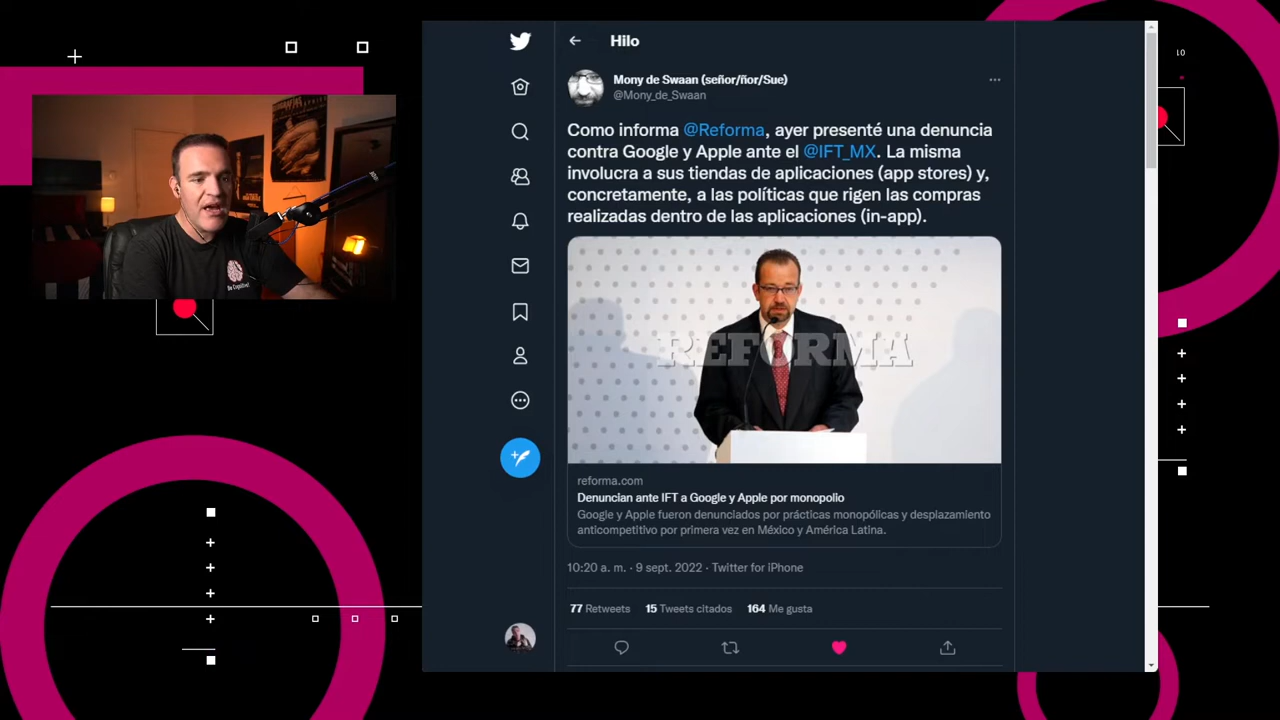 Hilo
Mony de Swaan (señor/ñor/Sue)
@Mony_de_Swaan
Como informa @Reforma, ayer presenté una denuncia
contra Google y Apple ante el @IFT_MX. La misma
involucra a sus tiendas de aplicaciones (app stores) y,
concretamente, a las políticas que rigen las compras
realizadas dentro de las aplicaciones (in-app).
REFORMA
reforma.com
Denuncian ante IFT a Google y Apple por monopolio
Google y Apple fueron denunciados por prácticas monopóilcas y desplazamiento
anticompetitivo por primera vez en México y América Latina.
10:20 a. m. · 9 sept. 2022 · Twitter for iPhone
77 Retweets 15 Tweets citados 164 Me gusta